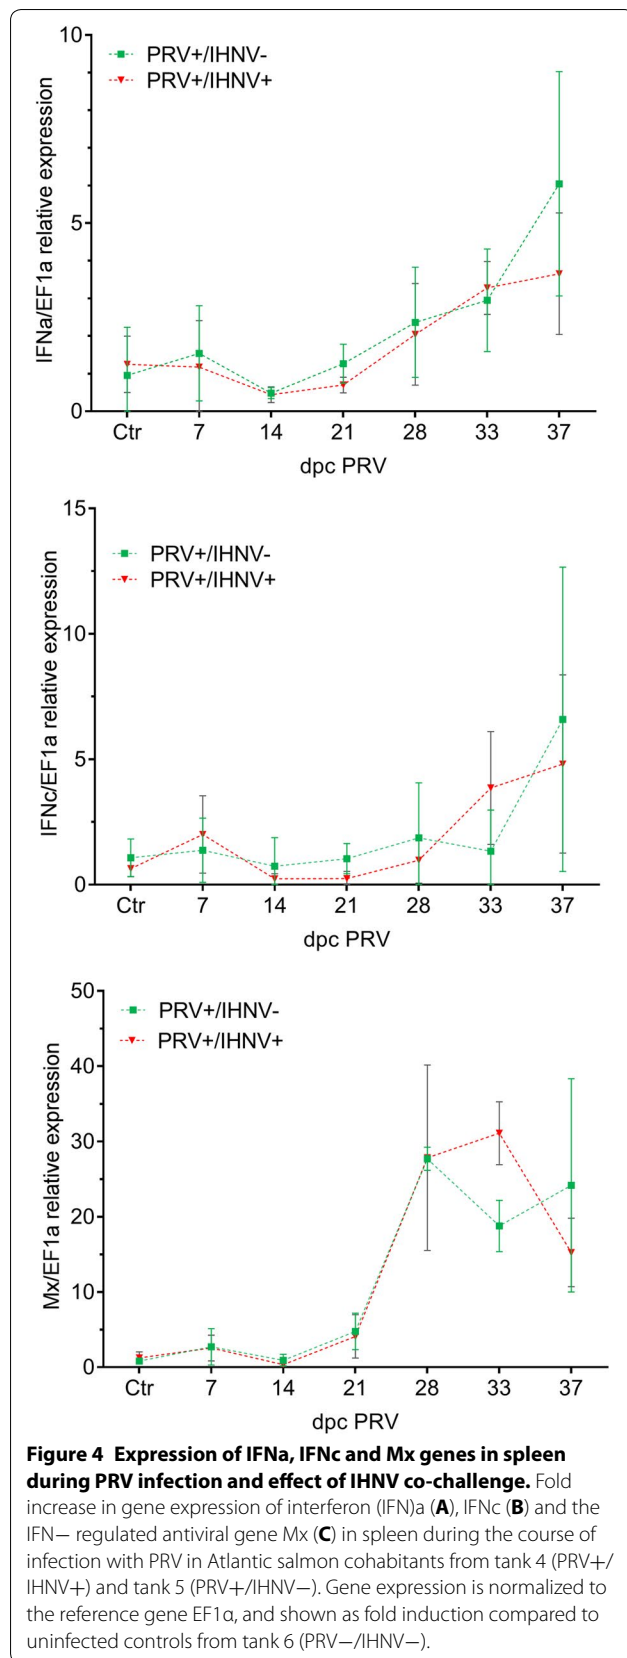 10
PRV+/IHNV-
PRV+/IHNV+
IFNa/EF1a relative expression
5
0
Ctr 7 14 21 28 33 37
dpc PRV
15
PRV+/IHNV-
PRV+/IHNV+
IFNc/EF1a relative expression
10
5
0
Ctr 7 14 21 28 33 37
dpc PRV
50
PRV+/IHNV-
PRV+/IHNV+
Mx/EF1a relative expression
40
30
20
10
0
Ctr 7 14 21 28 33 37
dpc PRV
Figure 4 Expression of IFNa, IFNc and Mx genes in spleen
during PRV infection and effect of IHNV co-challenge. Fold
increase in gene expression of interferon (IFN)a (A), IFNc (B) and the
IFN− regulated antiviral gene Mx (C) in spleen during the course of
infection with PRV in Atlantic salmon cohabitants from tank 4 (PRV+/
IHNV+) and tank 5 (PRV+/IHNV−). Gene expression is normalized to
the reference gene EF1α, and shown as fold induction compared to
uninfected controls from tank 6 (PRV−/IHNV−).